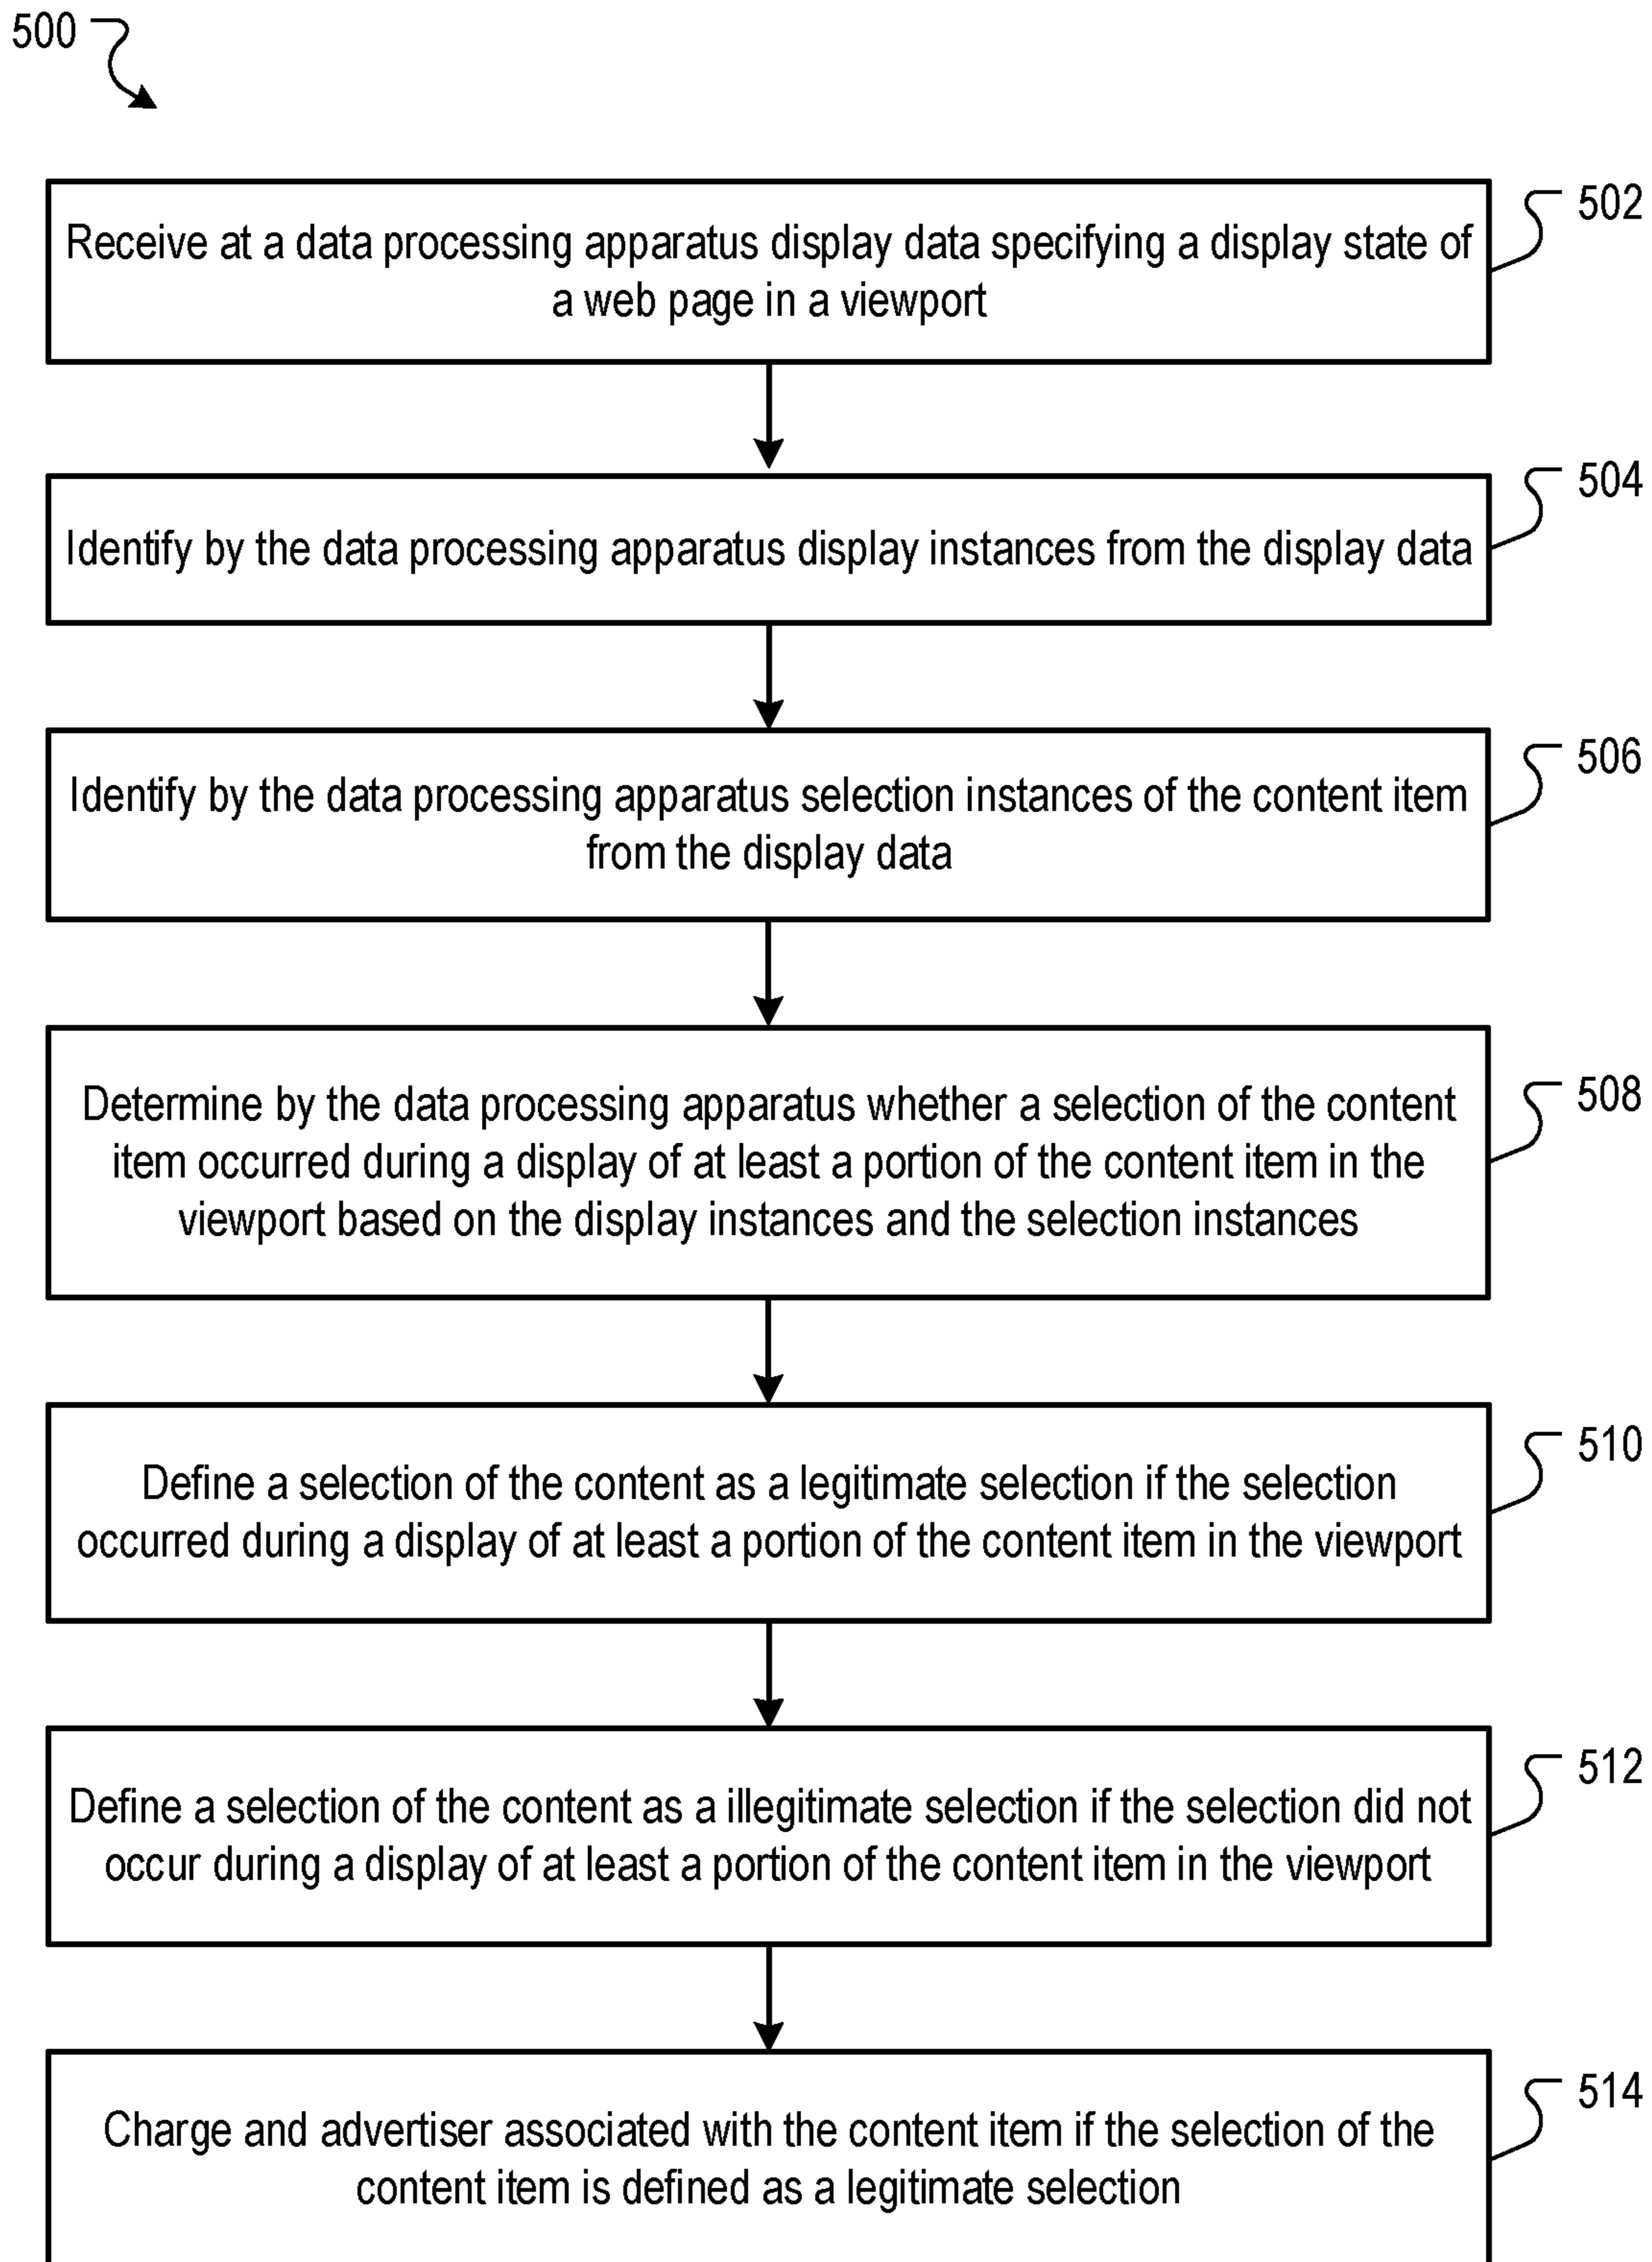 500
502
Receive at a data processing apparatus display data specifying a display state of
a web page in a viewport
504
Identify by the data processing apparatus display instances from the display data
506
Identify by the data processing apparatus selection instances of the content item
from the display data
508
Determine by the data processing apparatus whether a selection of the content
item occurred during a display of at least a portion of the content item in the
viewport based on the display instances and the selection instances
510
Define a selection of the content as a legitimate selection if the selection
occurred during a display of at least a portion of the content item in the viewport
512
Define a selection of the content as a illegitimate selection if the selection did not
occur during a display of at least a portion of the content item in the viewport
514
Charge and advertiser associated with the content item if the selection of the
content item is defined as a legitimate selection